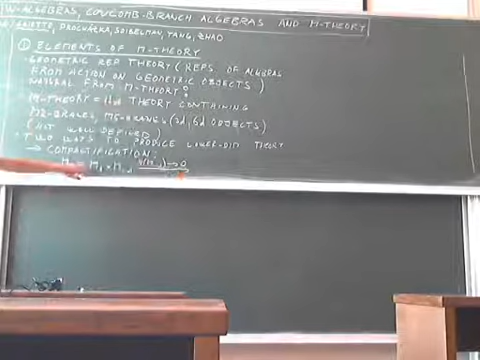 W-ALGEBRAS, COULOMB-BRANCH ALGEBRAS AND M-THEORY
GAIOTTO, PROCHÁZKA, SOIBELMAN, YANG, ZHAO
① ELEMENTS OF M-THEORY
· GEOMETRIC REP THEORY (REPS. OF ALGEBRAS
FROM ACTION ON GEOMETRIC OBJECTS)
NATURAL FROM M-THEORY
M-THEORY = 11d THEORY CONTAINING
M2-BRANES, M5-BRANES (3d, 6d OBJECTS)
(NOT WELL DEFINED)
· TWO WAYS TO PRODUCE LOWER-DIM THEORY
→ COMPACTIFICATION